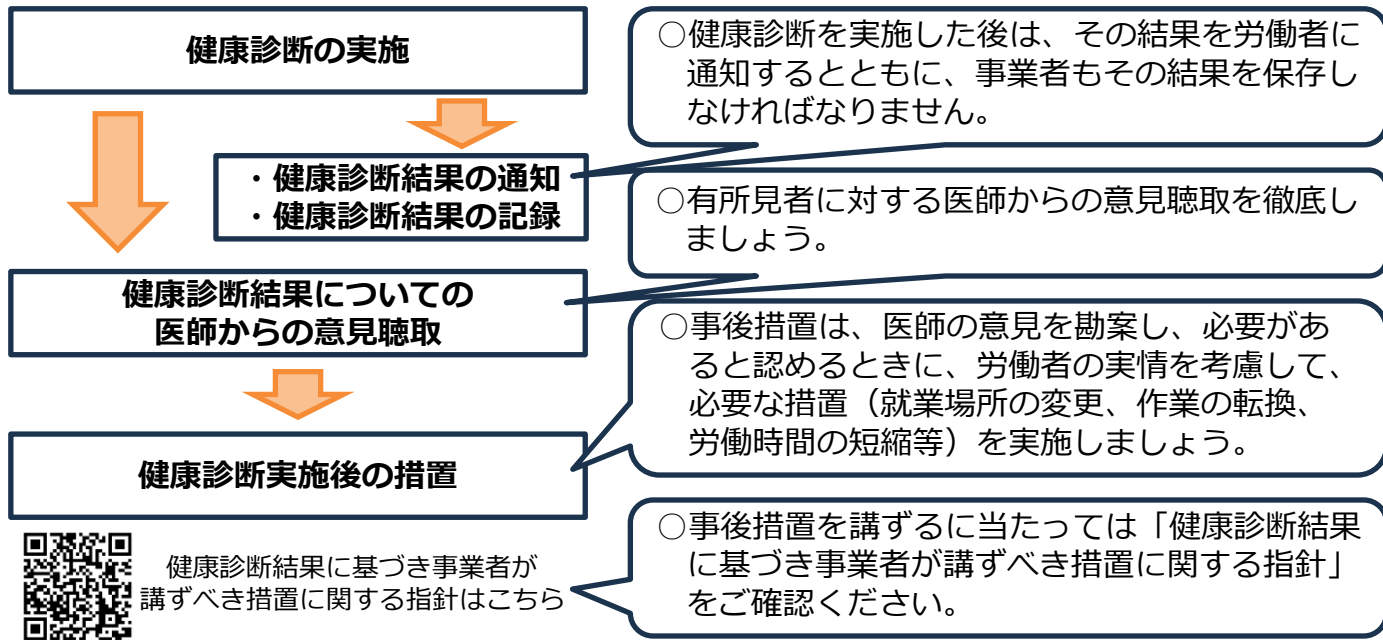 健康診断の実施
○健康診断を実施した後は、その結果を労働者に
通知するとともに、事業者もその結果を保存し
なければなりません。
・健康診断結果の通知
・健康診断結果の記録
○有所見者に対する医師からの意見聴取を徹底し
ましょう。
健康診断結果についての
医師からの意見聴取
○事後措置は、医師の意見を勘案し、必要があ
ると認めるときに、労働者の実情を考慮して、
必要な措置（就業場所の変更、作業の転換、
労働時間の短縮等）を実施しましょう。
健康診断実施後の措置
健康診断結果に基づき事業者が
講ずべき措置に関する指針はこちら
○事後措置を講ずるに当たっては「健康診断結果
に基づき事業者が講ずべき措置に関する指針」
をご確認ください。